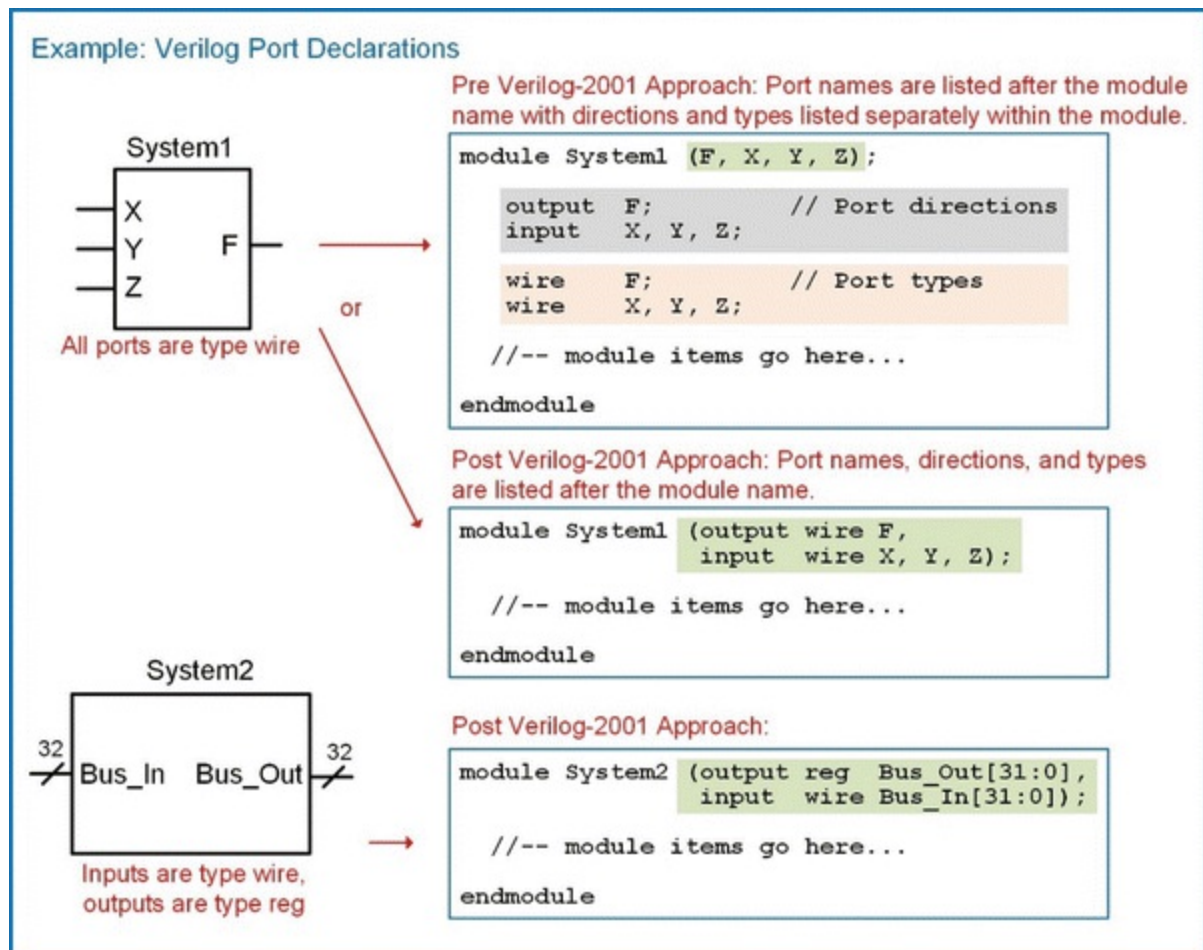 Example: Verilog Port Declarations
Pre Verilog-2001 Approach: Port names are listed after the module
name with directions and types listed separately within the module.
System1
X
Y
Z
F
All ports are type wire
or
module System1 (F, X, Y, Z);
output F; // Port directions
input X, Y, Z;
wire F; // Port types
wire X, Y, Z;
//-- module items go here...
endmodule
Post Verilog-2001 Approach: Port names, directions, and types
are listed after the module name.
module System1 (output wire F,
input wire X, Y, Z);
//-- module items go here...
endmodule
System2
32
Bus_In Bus_Out
32
Inputs are type wire,
outputs are type reg
Post Verilog-2001 Approach:
module System2 (output reg Bus_Out[31:0],
input wire Bus_In[31:0]);
//-- module items go here...
endmodule